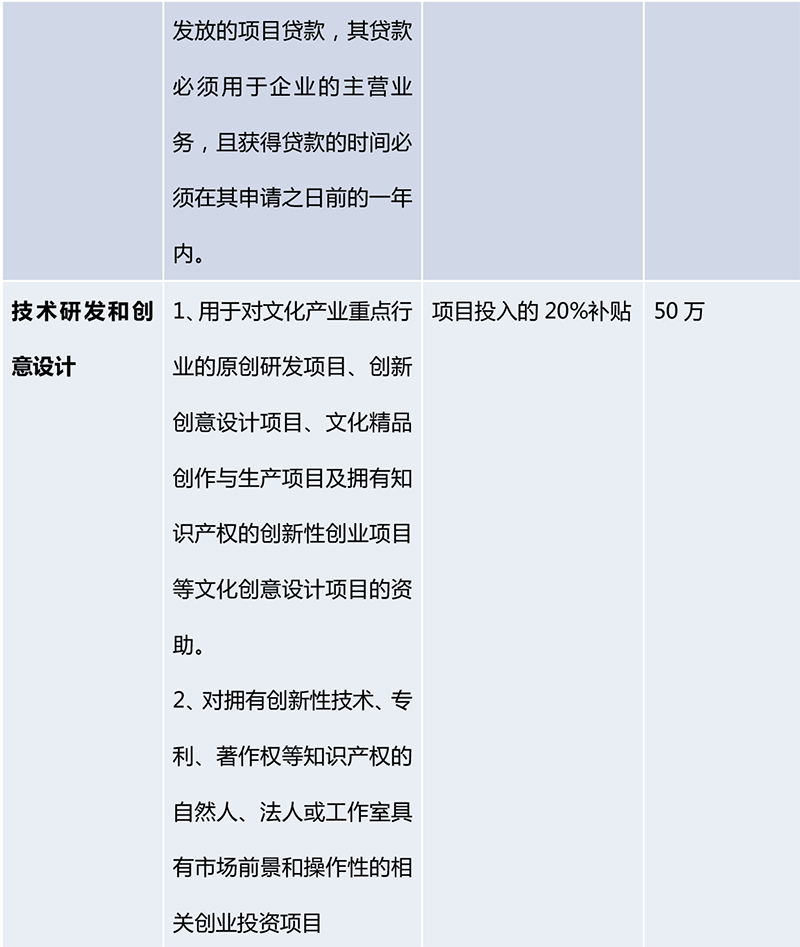 发放的项目贷款，其贷款
必须用于企业的主营业
务，且获得贷款的时间必
须在其申请之日前的一年
内。
技术研发和创
意设计
1、用于对文化产业重点行
业的原创研发项目、创新
创意设计项目、文化精品
创作与生产项目及拥有知
识产权的创新性创业项目
等文化创意设计项目的资
助。
2、对拥有创新性技术、专
利、著作权等知识产权的
自然人、法人或工作室具
有市场前景和操作性的相
关创业投资项目
项目投入的 20%补贴
50 万